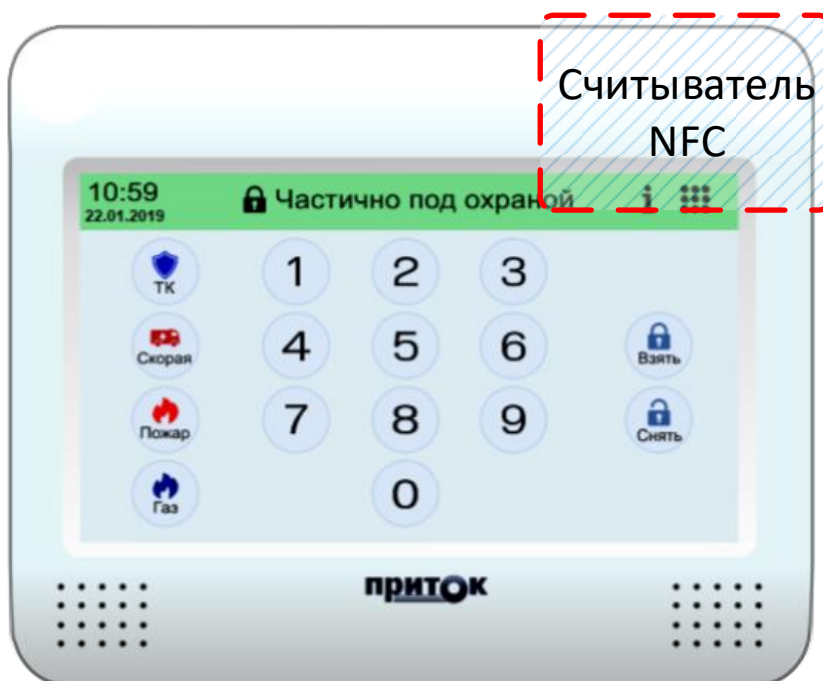 Считыватель
NFC
10:59
22.01.2019
Частично под охраной
ТК
1
2
3
Скорая
4
5
6
Взять
Пожар
7
8
9
Снять
Газ
0
приток